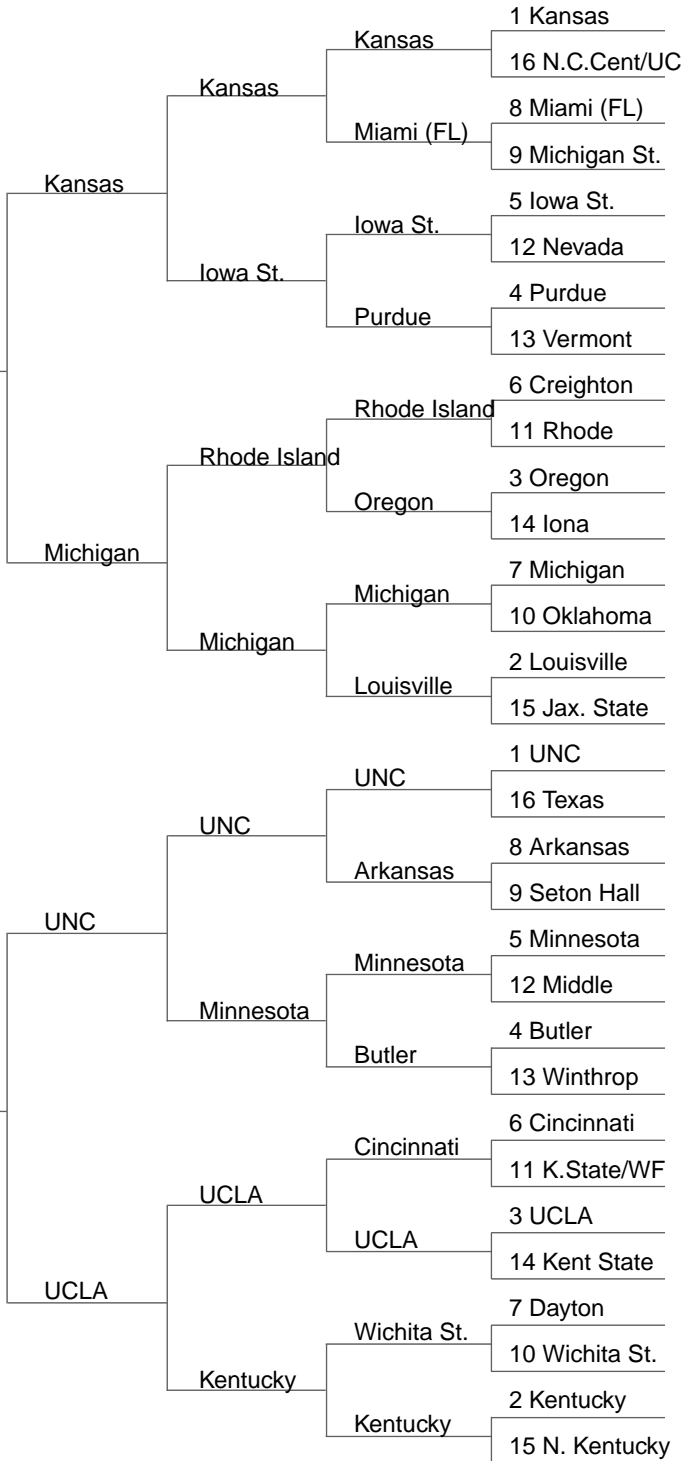 1 Kansas
Kansas
16 N.C.Cent/UC
Kansas
8 Miami (FL)
Miami (FL)
9 Michigan St.
Kansas
5 Iowa St.
Iowa St.
12 Nevada
Iowa St.
4 Purdue
Purdue
13 Vermont
6 Creighton
Rhode Island
11 Rhode
Rhode Island
3 Oregon
Oregon
14 Iona
Michigan
7 Michigan
Michigan
10 Oklahoma
Michigan
2 Louisville
Louisville
15 Jax. State
1 UNC
UNC
16 Texas
UNC
8 Arkansas
Arkansas
9 Seton Hall
UNC
5 Minnesota
Minnesota
12 Middle
Minnesota
4 Butler
Butler
13 Winthrop
6 Cincinnati
Cincinnati
11 K.State/WF
UCLA
3 UCLA
UCLA
14 Kent State
UCLA
7 Dayton
Wichita St.
10 Wichita St.
Kentucky
2 Kentucky
Kentucky
15 N. Kentucky